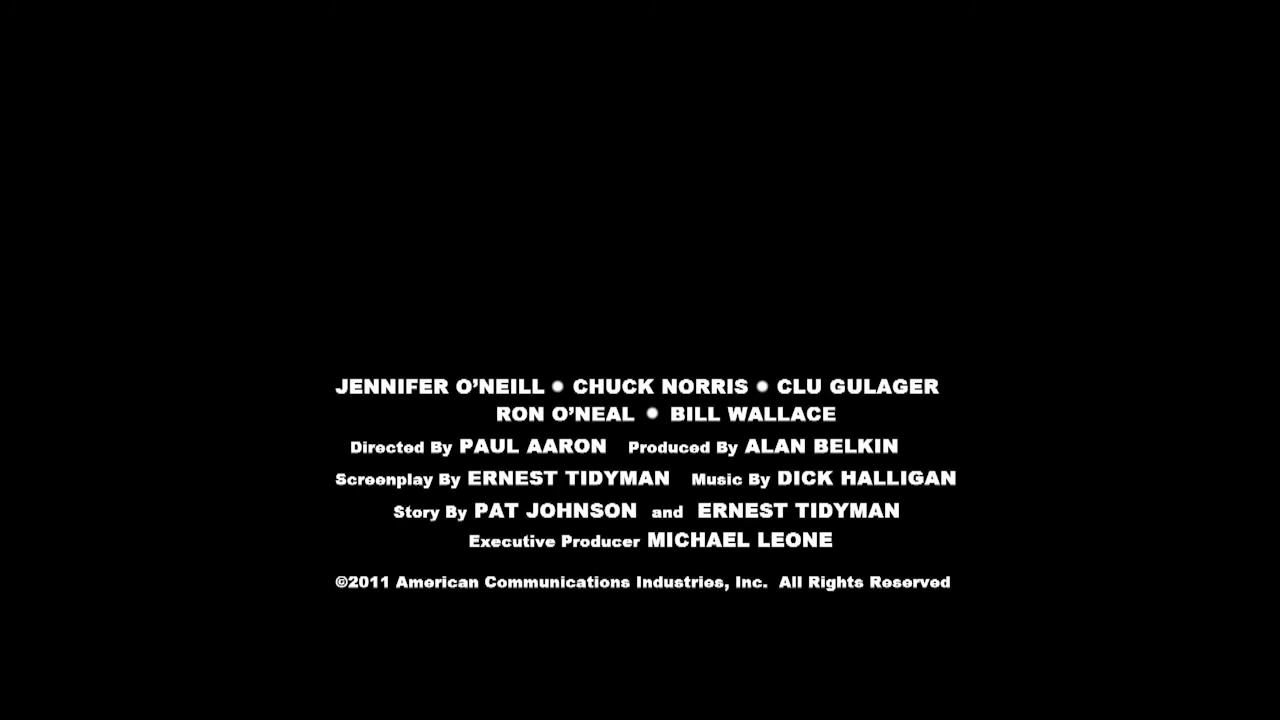 JENNIFER O’NEILL • CHUCK NORRIS • CLU GULAGER
RON O’NEAL • BILL WALLACE
Directed By PAUL AARON Produced By ALAN BELKIN
Screenplay By ERNEST TIDYMAN Music By DICK HALLIGAN
Story By PAT JOHNSON and ERNEST TIDYMAN
Executive Producer MICHAEL LEONE
©2011 American Communications Industries, Inc. All Rights Reserved